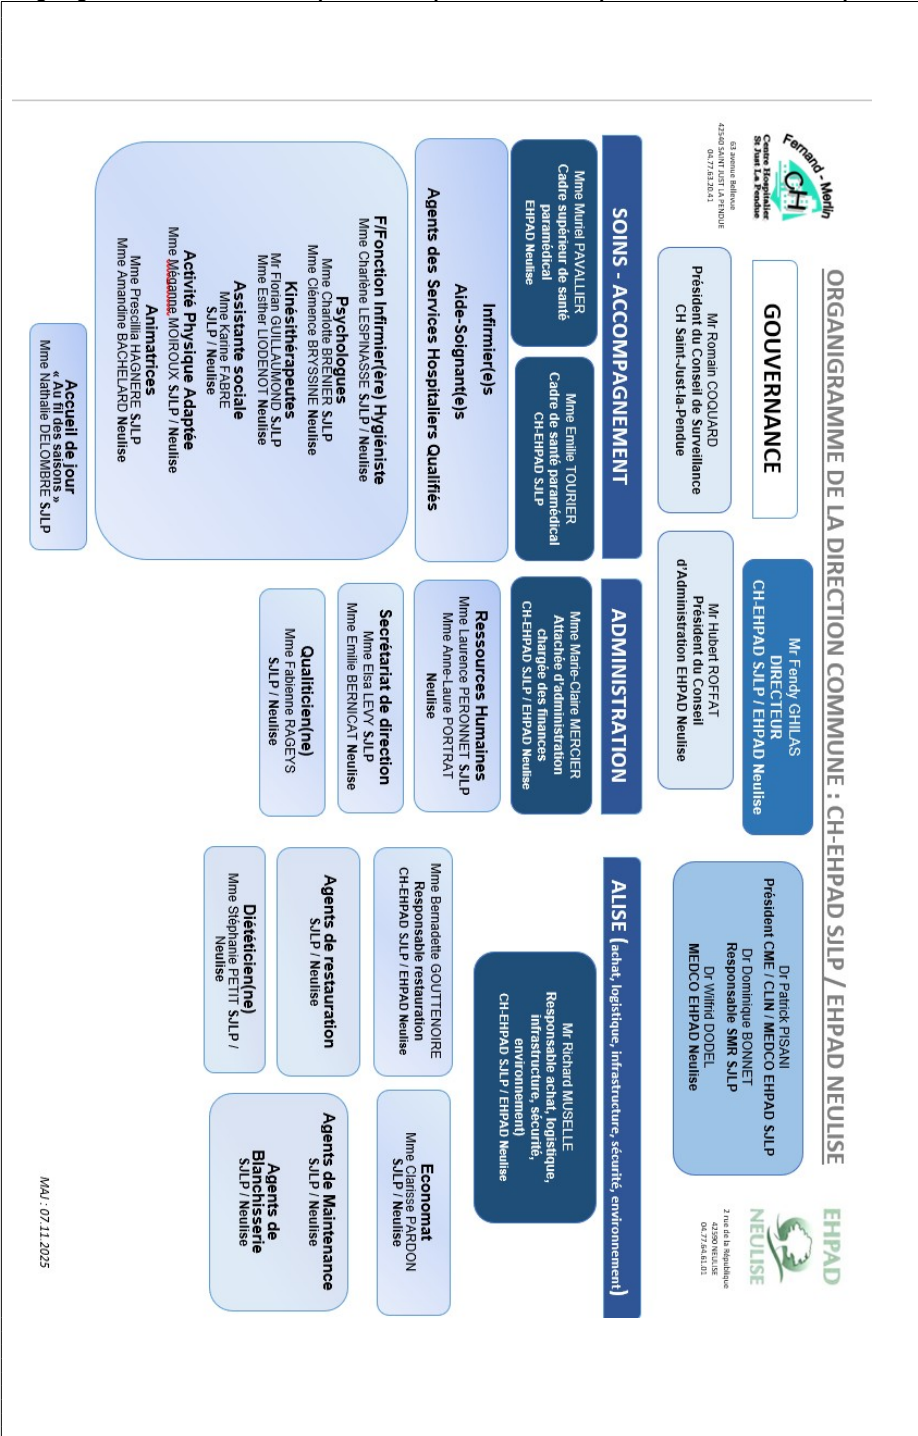 ORGANIGRAMME DE LA DIRECTION COMMUNE : CH-EHPAD SJLP / EHPAD NEULISE
Fernand - Merlin
CH
Centre Hospitalier
St Just La Pendue
63 avenue Bellevue
42540 SAINT JUST LA PENDUE
04.77.63.20.41
EHPAD
NEULISE
2 rue de la République
42590 NEULISE
04.77.64.61.01
GOUVERNANCE
Mr Fendy GHILAS
DIRECTEUR
CH-EHPAD SJLP / EHPAD Neulise
Mr Romain COQUARD
Président du Conseil de Surveillance
CH Saint-Just-la-Pendue
Mr Hubert ROFFAT
Président du Conseil
d'Administration EHPAD Neulise
Dr Patrick PISANI
Président CME / CLIN / MEDCO EHPAD SJLP
Dr Dominique BONNET
Responsable SMR SJLP
Dr Wilfrid DODEL
MEDCO EHPAD Neulise
SOINS - ACCOMPAGNEMENT
Mme Muriel PAVALLIER
Cadre supérieur de santé
paramédical
EHPAD Neulise
Mme Emilie TOURIER
Cadre de santé paramédical
CH-EHPAD SJLP
Infirmier(e)s
Aide-Soignant(e)s
Agents des Services Hospitaliers Qualifiés
F/Fonction Infirmier(ère) Hygiéniste
Mme Charlène LESPINASSE SJLP / Neulise
Psychologues
Mme Charlotte BRENIER SJLP
Mme Clémence BRYSSINE Neulise
Kinésithérapeutes
Mr Florian GUILLAUMOND SJLP
Mme Esther LIODENOT Neulise
Assistante sociale
Mme Karine FABRE
SJLP / Neulise
Activité Physique Adaptée
Mme Méganne MOIROUX SJLP / Neulise
Animatrices
Mme Prescillia HAGNERE SJLP
Mme Amandine BACHELARD Neulise
Accueil de jour
« Au fil des saisons »
Mme Nathalie DELOMBRE SJLP
ADMINISTRATION
Mme Marie-Claire MERCIER
Attachée d'administration
chargée des finances
CH-EHPAD SJLP / EHPAD Neulise
Ressources Humaines
Mme Laurence PERONNET SJLP
Mme Anne-Laure PORTRAT
Neulise
Secrétariat de direction
Mme Elsa LEVY SJLP
Mme Emilie BERNICAT Neulise
Qualiticien(ne)
Mme Fabienne RAGEYS
SJLP / Neulise
ALISE (achat, logistique, infrastructure, sécurité, environnement)
Mr Richard MUSELLE
Responsable achat, logistique,
infrastructure, sécurité,
environnement)
CH-EHPAD SJLP / EHPAD Neulise
Mme Bernadette GOUTTENOIRE
Responsable restauration
CH-EHPAD SJLP / EHPAD Neulise
Agents de restauration
SJLP / Neulise
Diététicien(ne)
Mme Stéphanie PETIT SJLP /
Neulise
Economat
Mme Clarisse PARDON
SJLP / Neulise
Agents de Maintenance
SJLP / Neulise
Agents de
Blanchisserie
SJLP / Neulise
MAJ : 07.11.2025